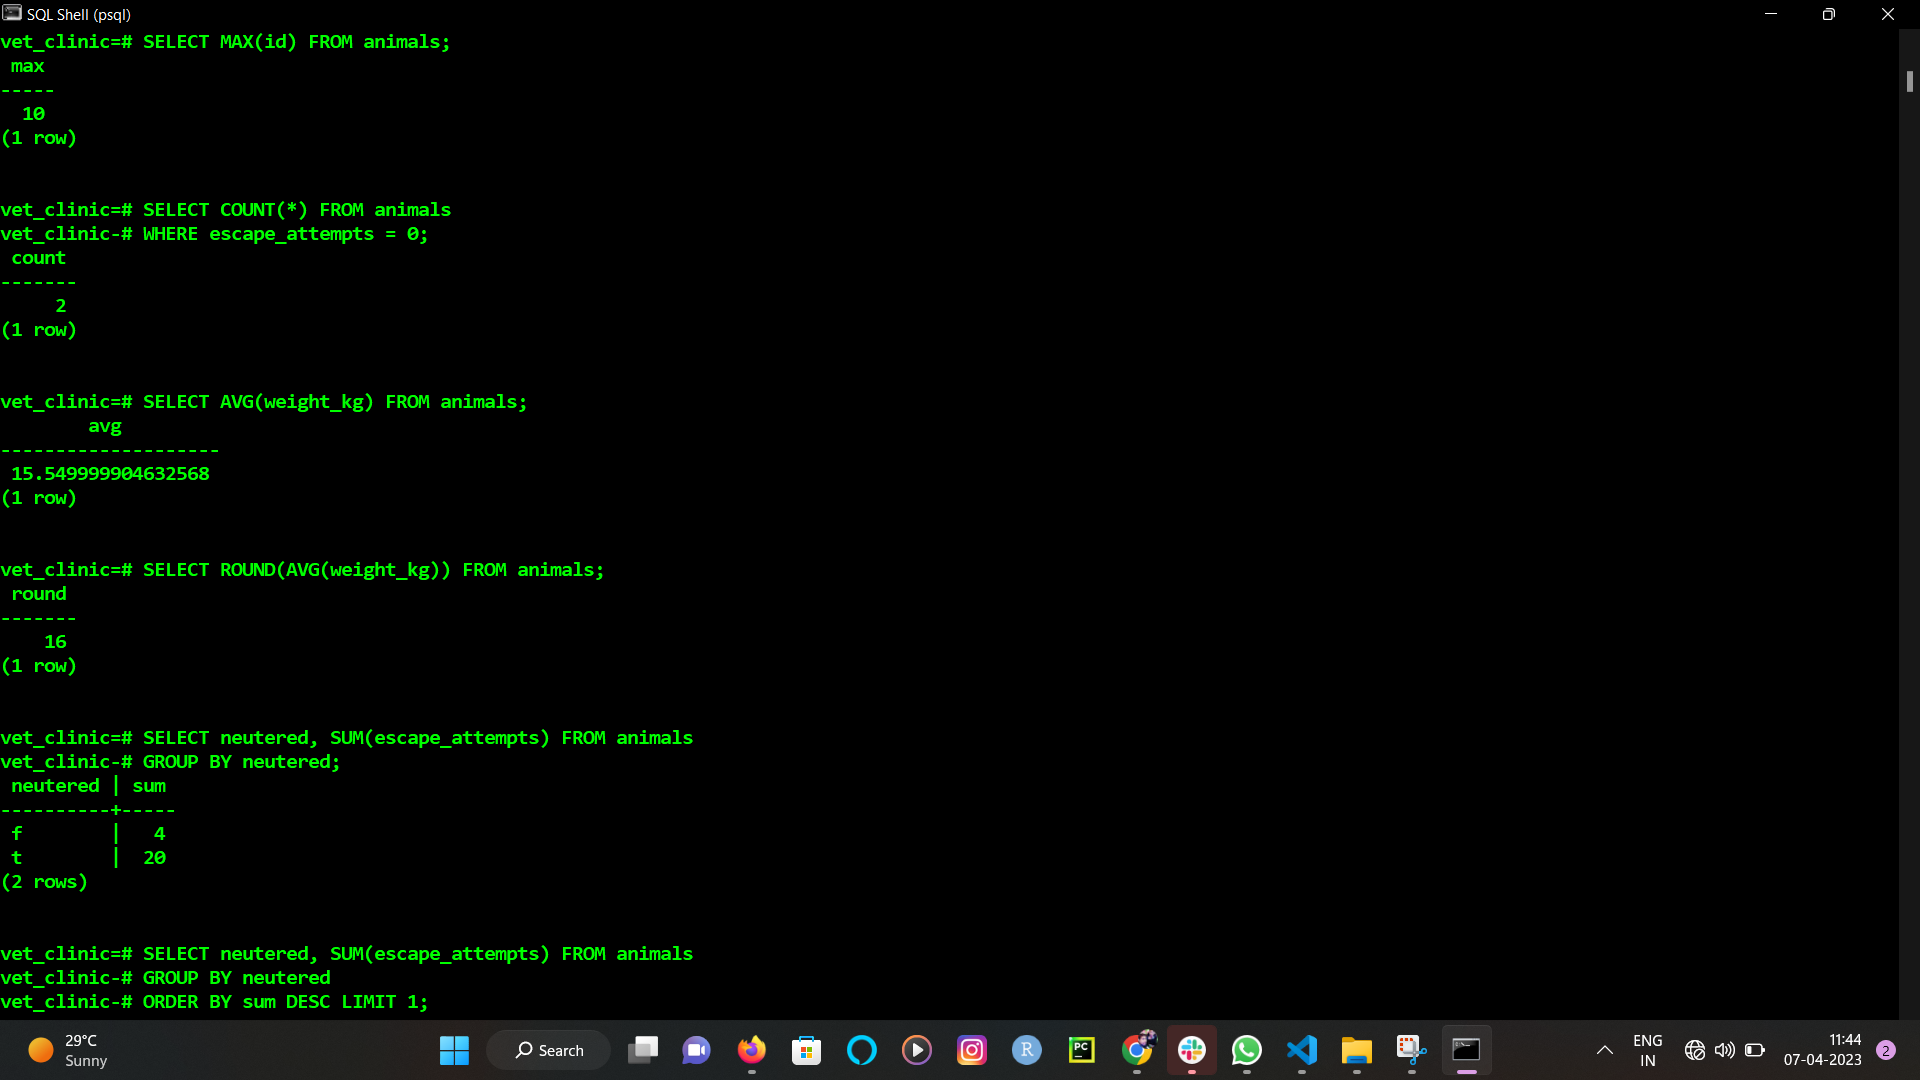 SQL Shell (psql)
vet_clinic=# SELECT MAX(id) FROM animals;
 max
-----
  10
(1 row)
vet_clinic=# SELECT COUNT(*) FROM animals
vet_clinic-# WHERE escape_attempts = 0;
 count
-------
     2
(1 row)
vet_clinic=# SELECT AVG(weight_kg) FROM animals;
        avg
--------------------
 15.549999904632568
(1 row)
vet_clinic=# SELECT ROUND(AVG(weight_kg)) FROM animals;
 round
-------
    16
(1 row)
vet_clinic=# SELECT neutered, SUM(escape_attempts) FROM animals
vet_clinic-# GROUP BY neutered;
 neutered | sum
----------+-----
 f        |   4
 t        |  20
(2 rows)
vet_clinic=# SELECT neutered, SUM(escape_attempts) FROM animals
vet_clinic-# GROUP BY neutered
vet_clinic-# ORDER BY sum DESC LIMIT 1;
29°C
Sunny
Search
R
PC
ENG
IN
11:44
07-04-2023
2